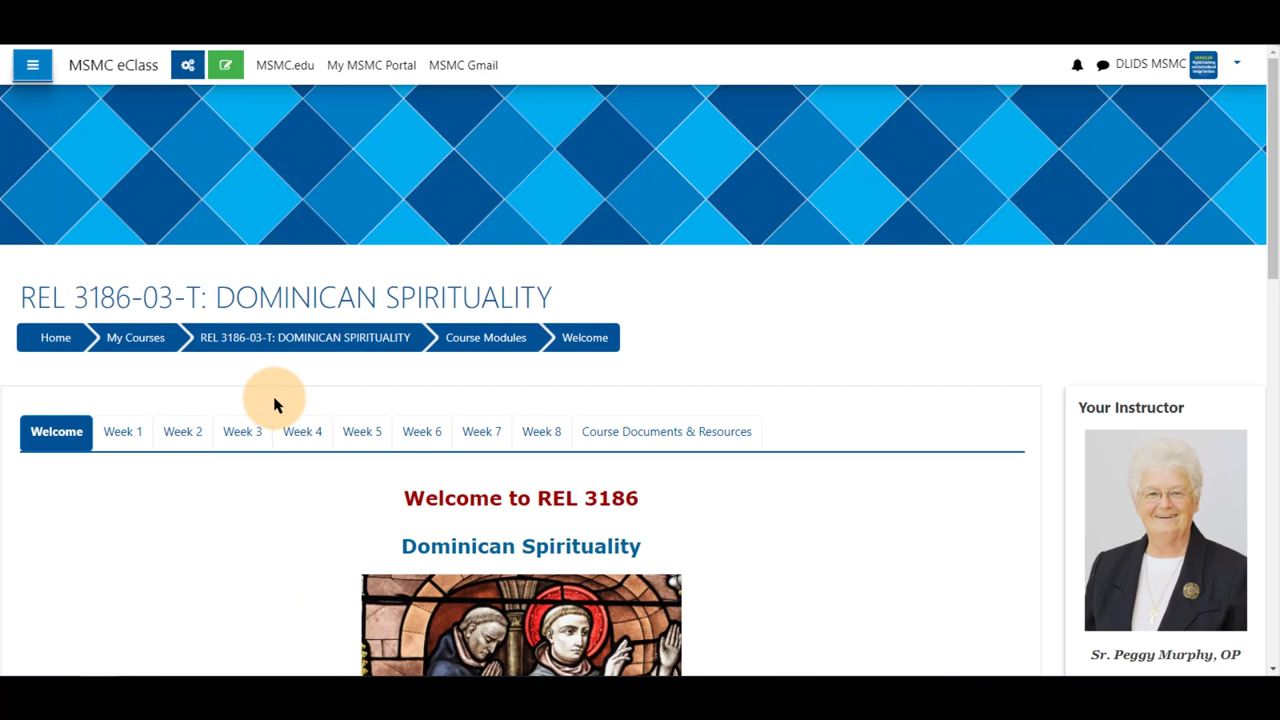 MSMC eClass MSMC.edu My MSMC Portal MSMC Gmail DLIDS MSMC
REL 3186-03-T: DOMINICAN SPIRITUALITY
Home My Courses REL 3186-03-T: DOMINICAN SPIRITUALITY Course Modules Welcome
Welcome Week 1 Week 2 Week 3 Week 4 Week 5 Week 6 Week 7 Week 8 Course Documents & Resources
Your Instructor
Welcome to REL 3186
Dominican Spirituality
Sr. Peggy Murphy, OP